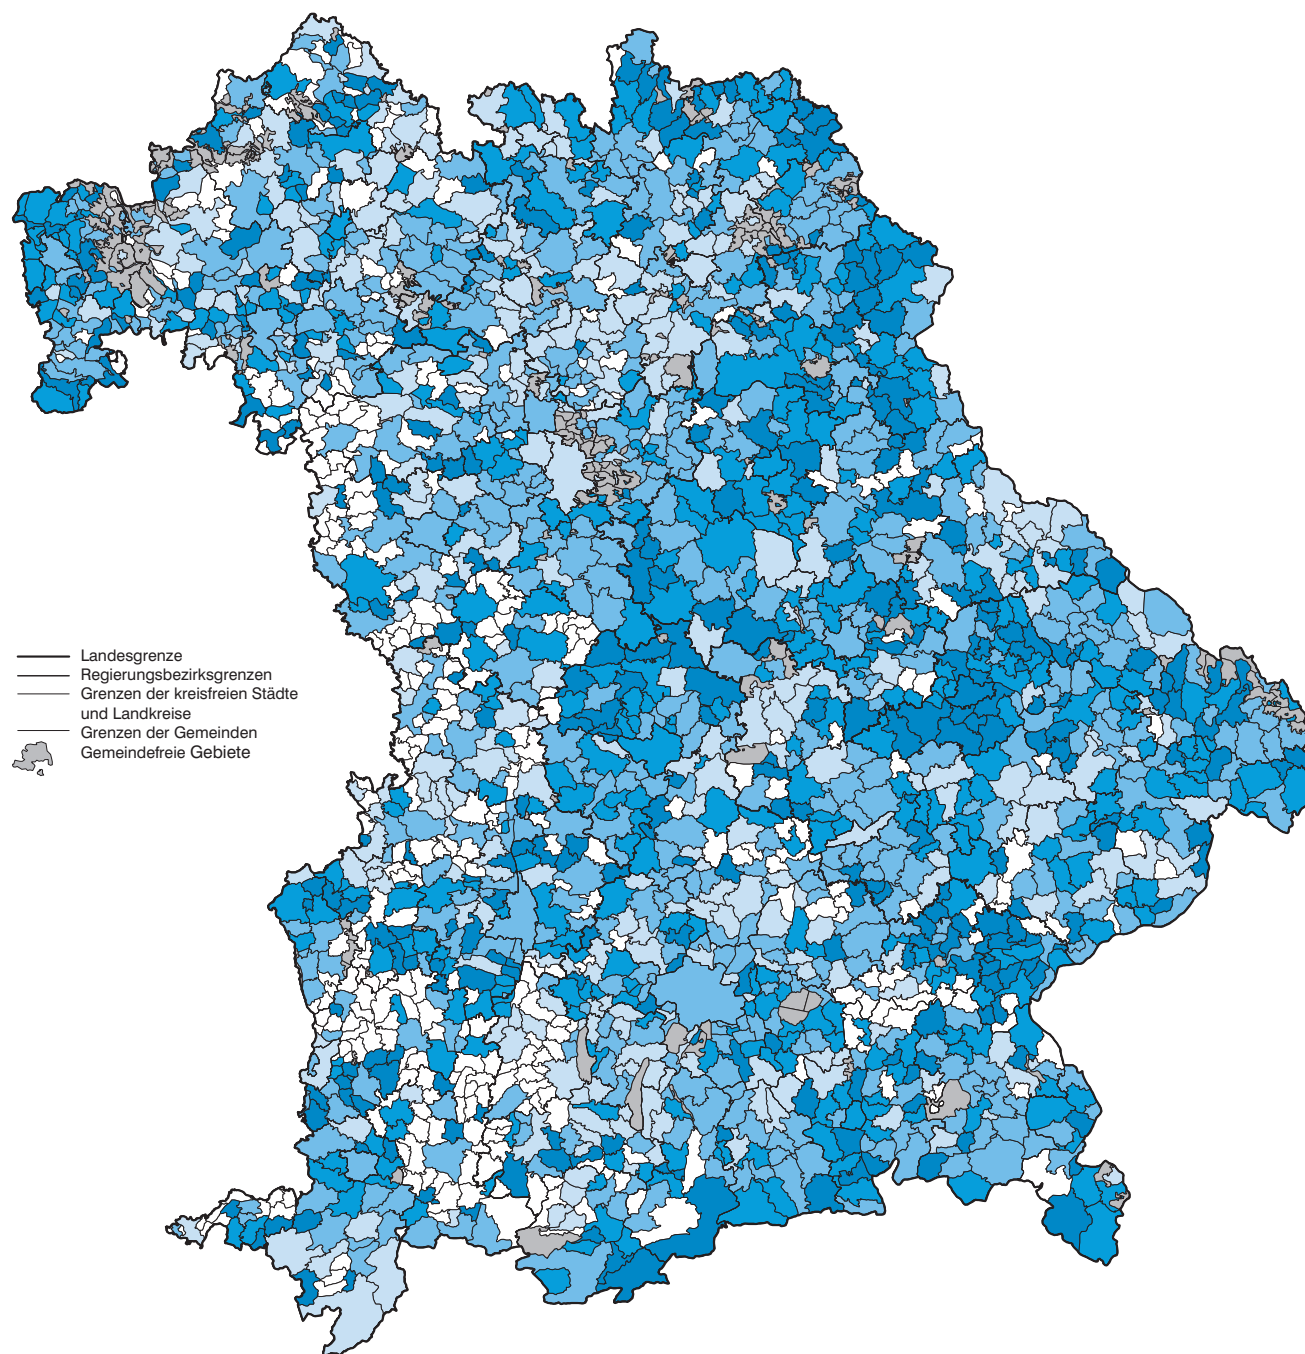 Landesgrenze
Regierungsbezirksgrenzen
Grenzen der kreisfreien Städte
und Landkreise
Grenzen der Gemeinden
Gemeindefreie Gebiete